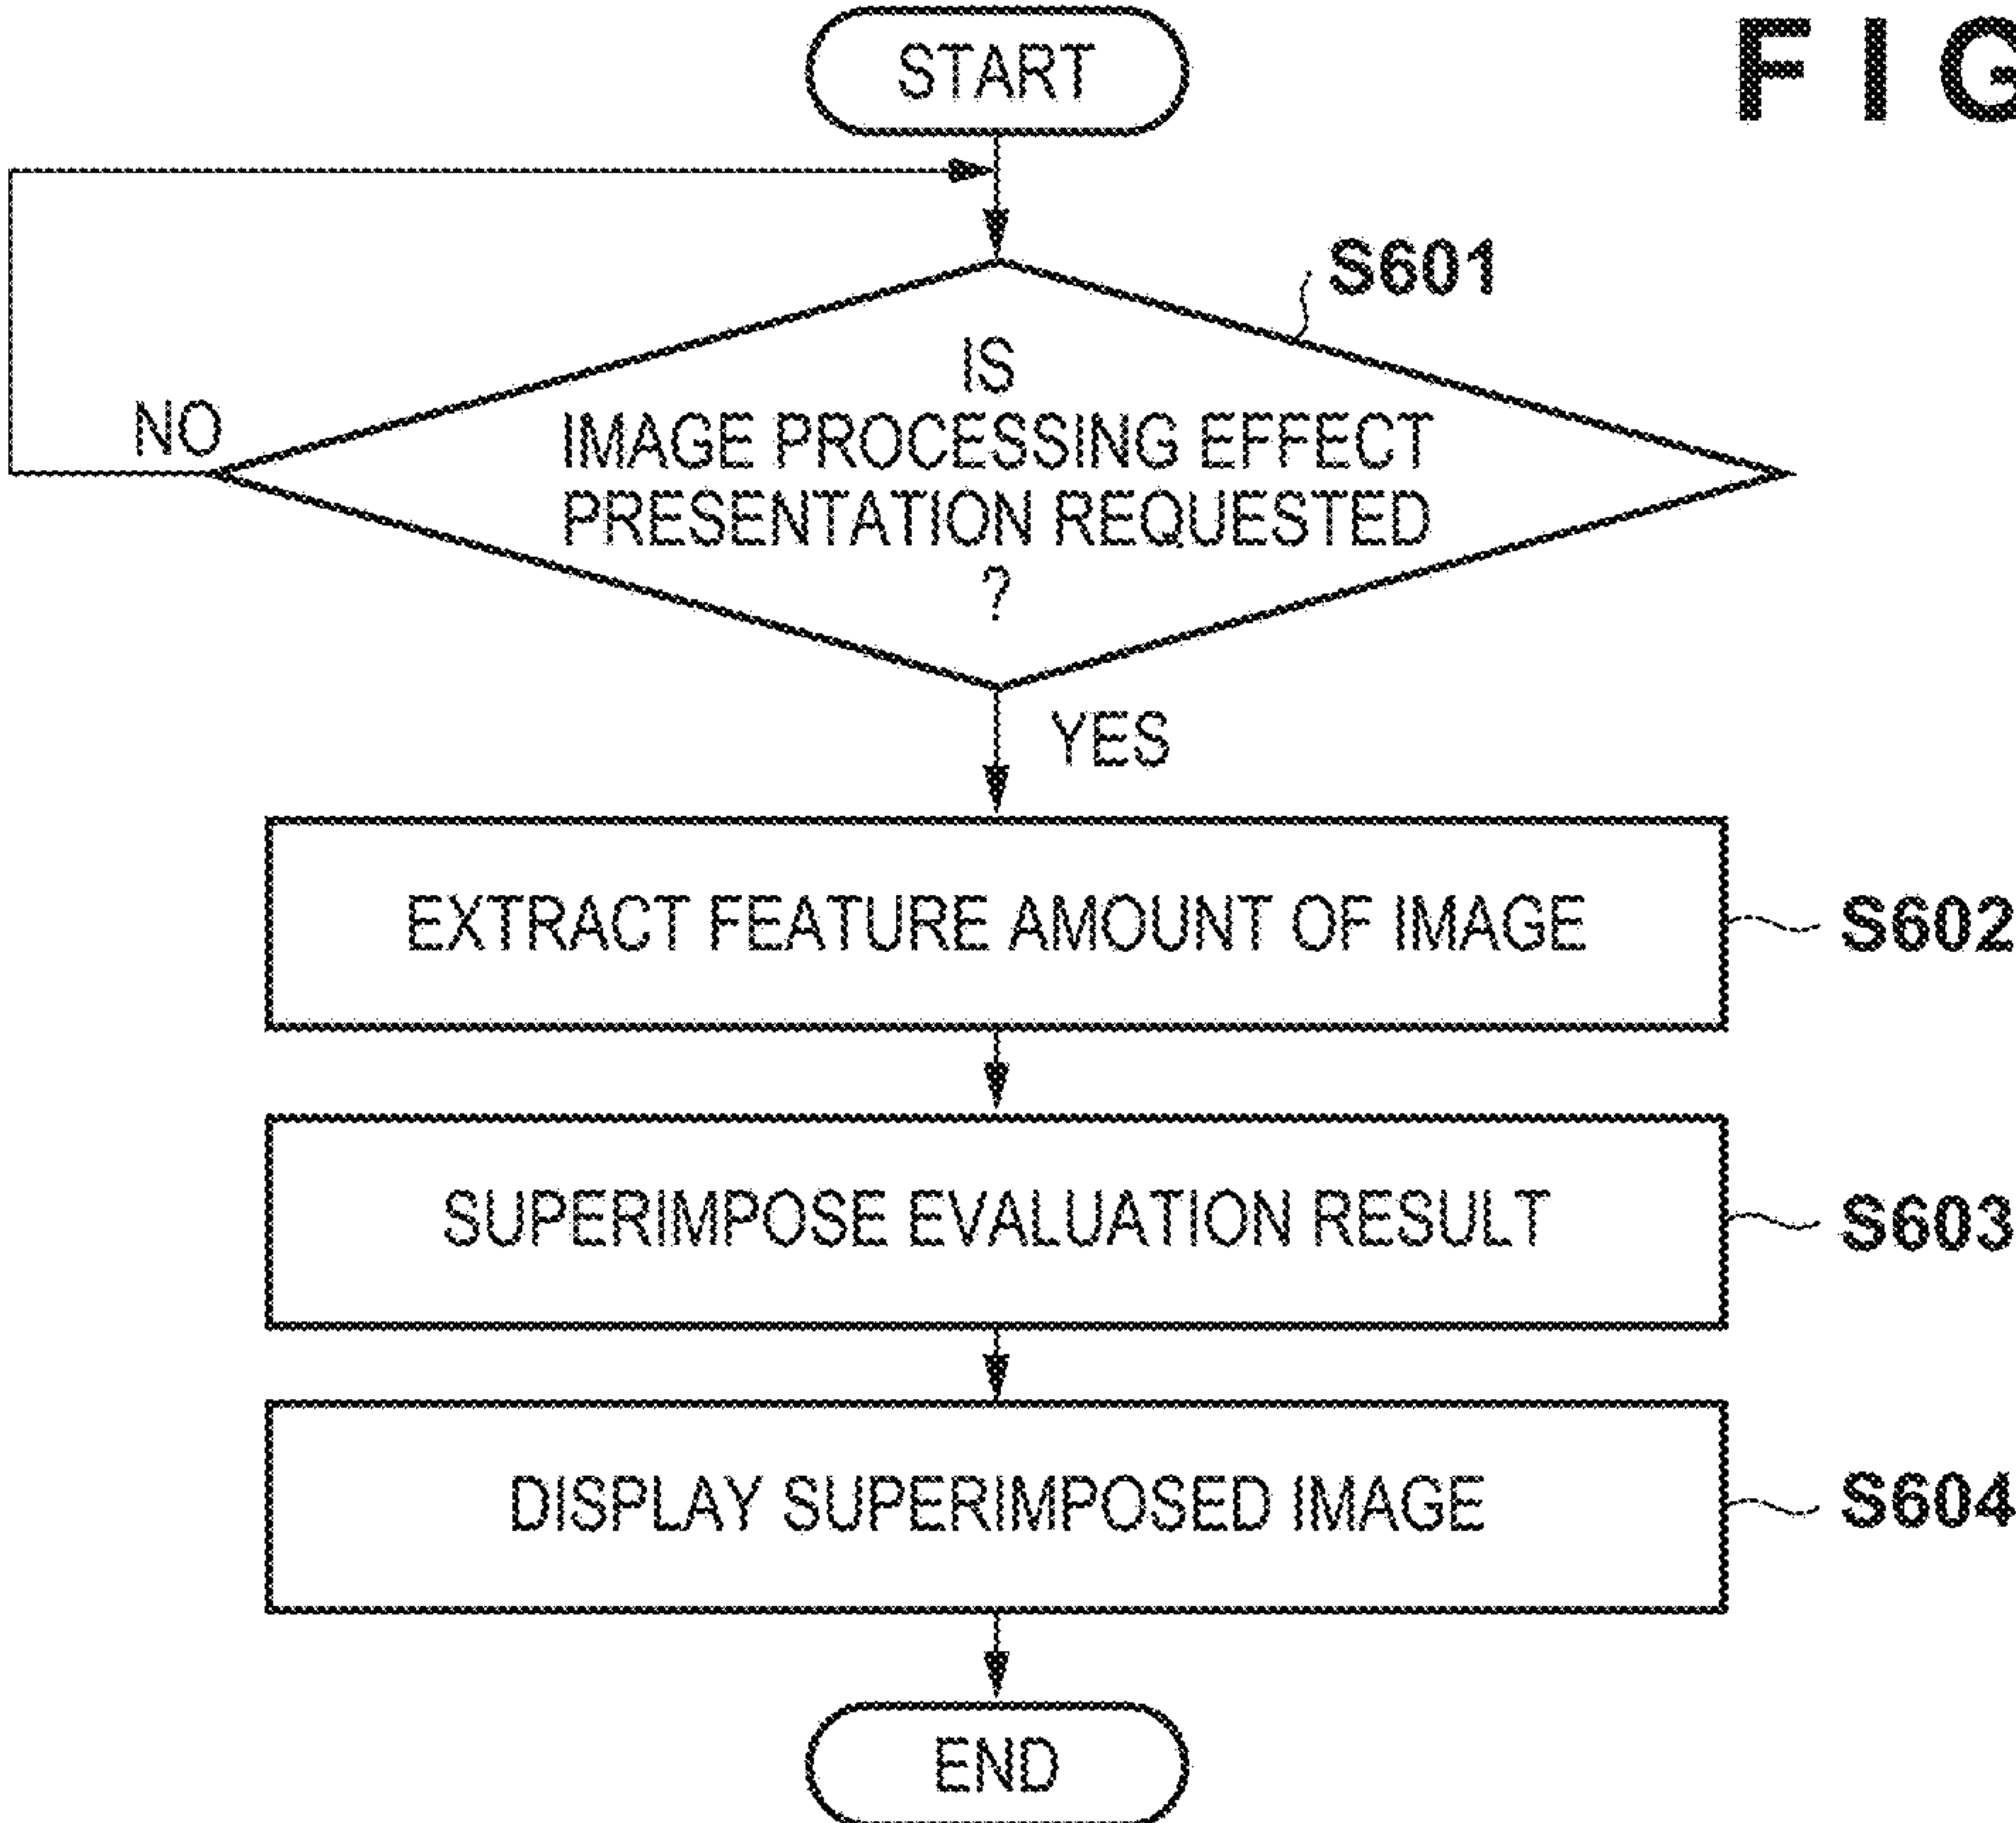 FIG
START
S601
IS
IMAGE PROCESSING EFFECT
PRESENTATION REQUESTED
?
NO
YES
EXTRACT FEATURE AMOUNT OF IMAGE
S602
SUPERIMPOSE EVALUATION RESULT
S603
DISPLAY SUPERIMPOSED IMAGE
S604
END